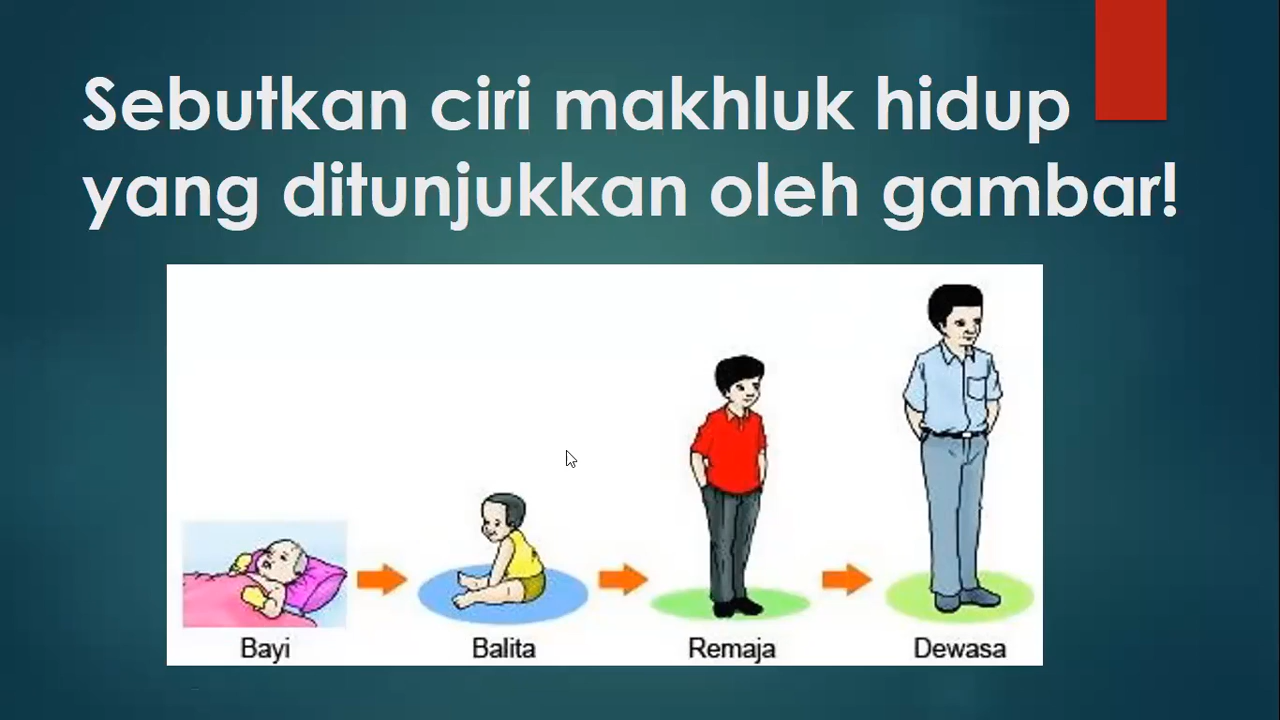 Sebutkan ciri makhluk hidup
yang ditunjukkan oleh gambar!
Bayi
Balita
Remaja
Dewasa